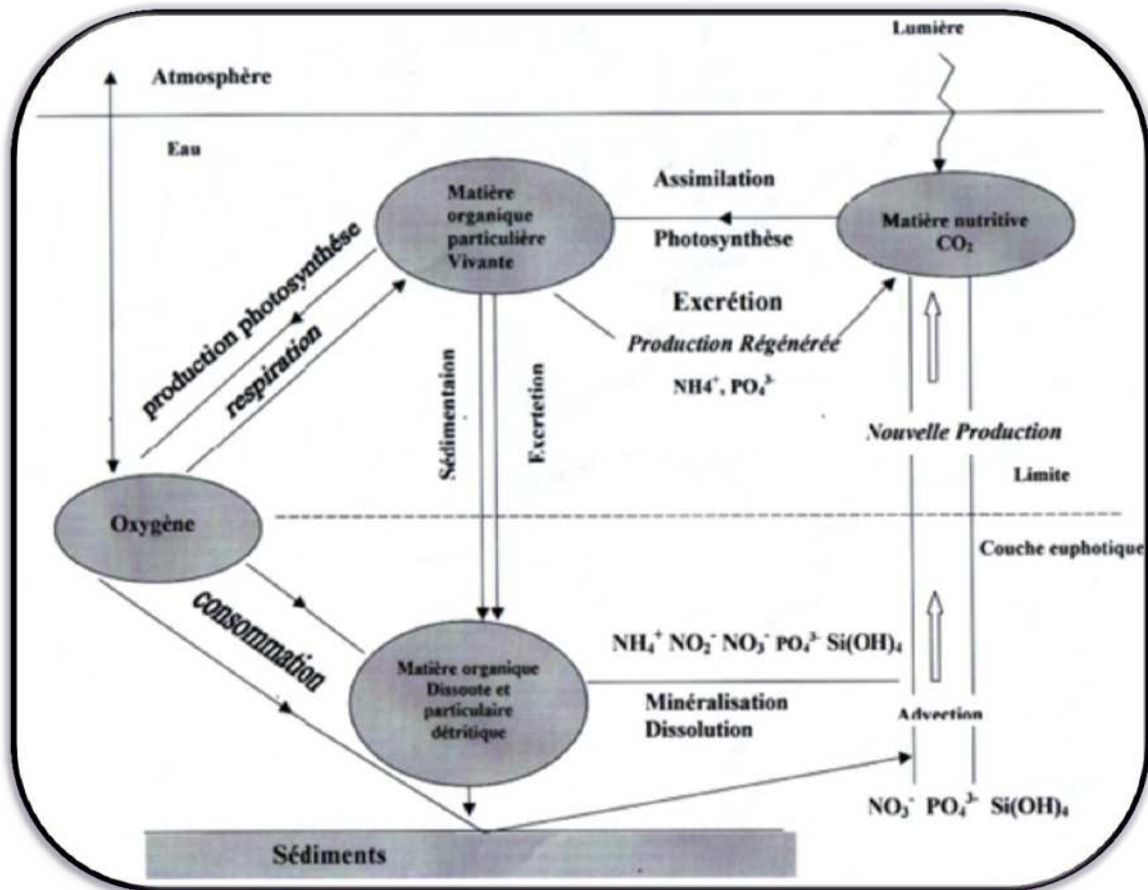 Lumière
Atmosphère
Eau
Matière
organique
particulière
Vivante
Assimilation
Photosynthèse
Matière nutritive
CO₂
production photosynthése
respiration
Excrétion
Production Régénérée
NH4⁺, PO₄³⁻
Sédimentaion
Excrtetion
Nouvelle Production
Limite
Oxygène
Couche euphotique
consommation
Matière organique
Dissoute et
particulaire
détritique
NH₄⁺ NO₂⁻ NO₃⁻ PO₄³⁻ Si(OH)₄
Minéralisation
Dissolution
Advection
NO₃⁻ PO₄³⁻ Si(OH)₄
Sédiments